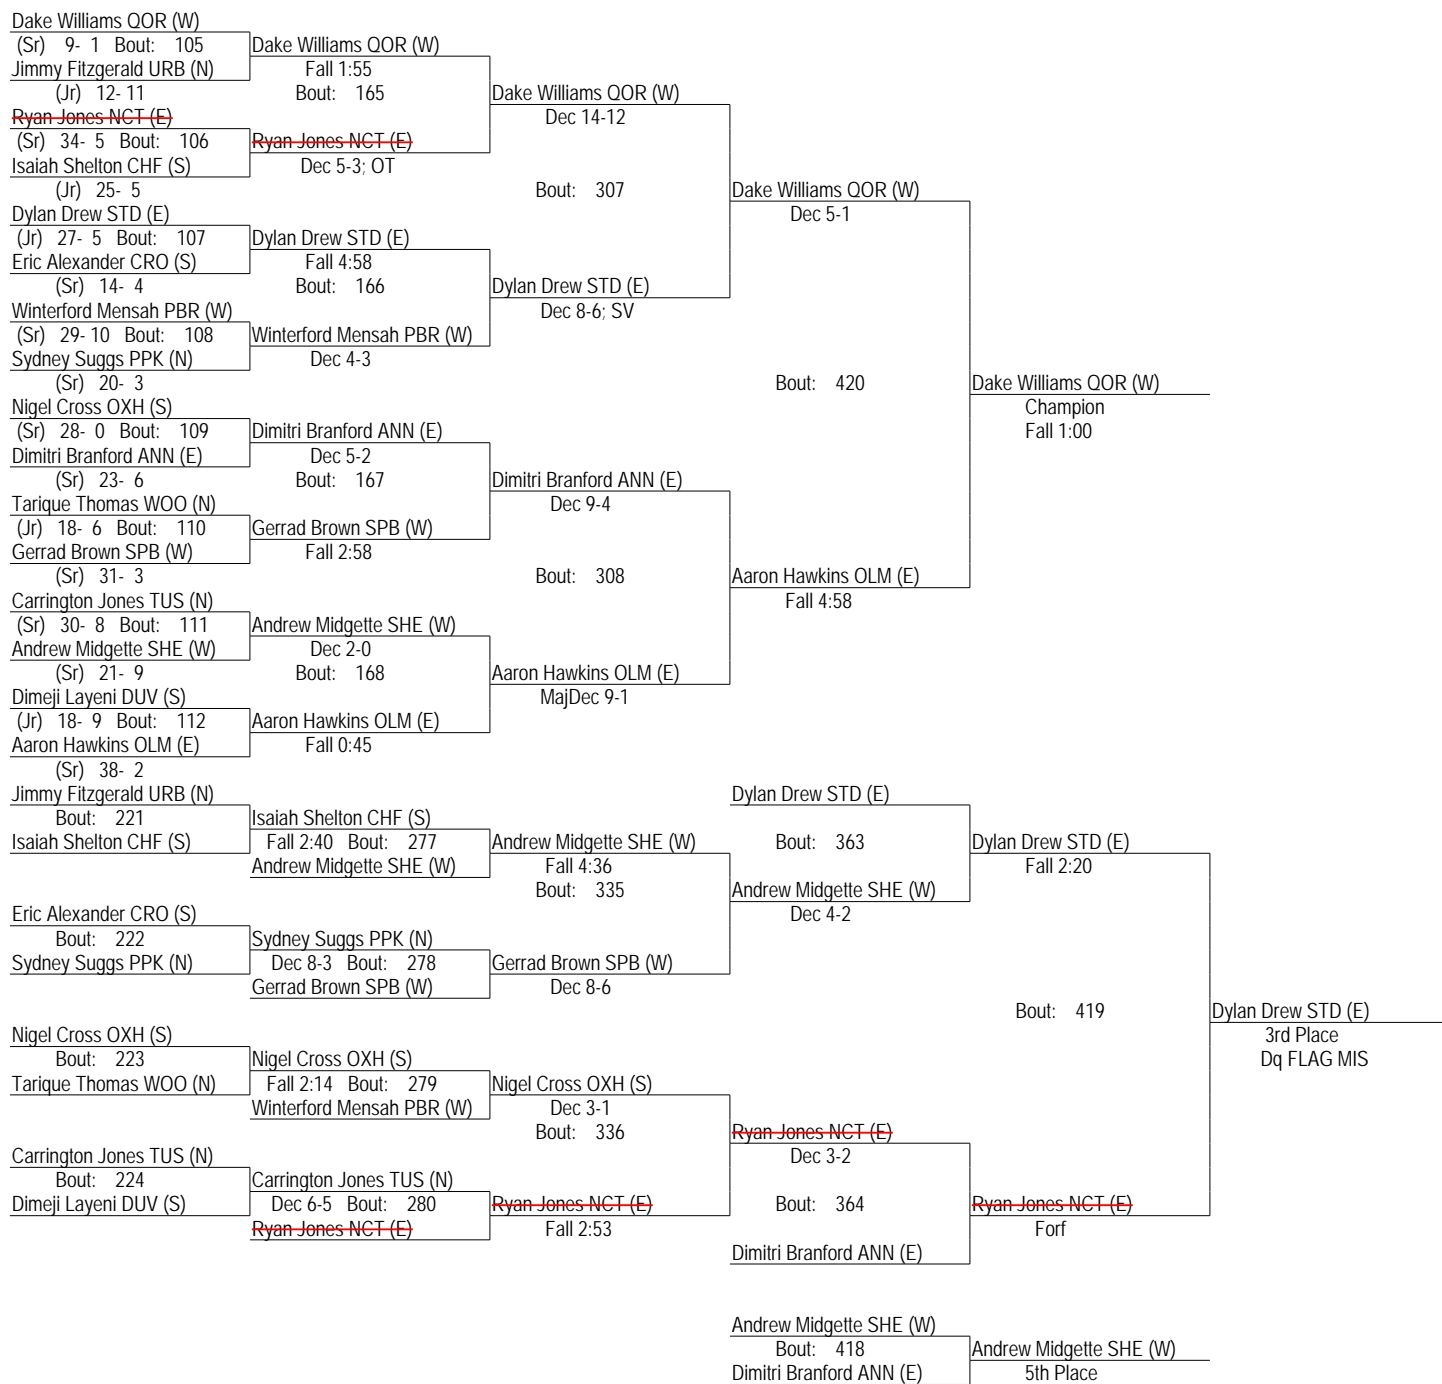 Dake Williams QOR (W)
(Sr) 9- 1 Bout: 105
Jimmy Fitzgerald URB (N)
(Jr) 12- 11
Ryan Jones NCT (E)
(Sr) 34- 5 Bout: 106
Isaiah Shelton CHF (S)
(Jr) 25- 5
Dylan Drew STD (E)
(Jr) 27- 5 Bout: 107
Eric Alexander CRO (S)
(Sr) 14- 4
Winterford Mensah PBR (W)
(Sr) 29- 10 Bout: 108
Sydney Suggs PPK (N)
(Sr) 20- 3
Nigel Cross OXH (S)
(Sr) 28- 0 Bout: 109
Dimitri Branford ANN (E)
(Sr) 23- 6
Tarique Thomas WOO (N)
(Jr) 18- 6 Bout: 110
Gerrad Brown SPB (W)
(Sr) 31- 3
Carrington Jones TUS (N)
(Sr) 30- 8 Bout: 111
Andrew Midgette SHE (W)
(Sr) 21- 9
Dimeji Layeni DUV (S)
(Jr) 18- 9 Bout: 112
Aaron Hawkins OLM (E)
(Sr) 38- 2
Dake Williams QOR (W)
Fall 1:55
Bout: 165
Ryan Jones NCT (E)
Dec 5-3; OT
Dylan Drew STD (E)
Fall 4:58
Bout: 166
Winterford Mensah PBR (W)
Dec 4-3
Dimitri Branford ANN (E)
Dec 5-2
Bout: 167
Gerrad Brown SPB (W)
Fall 2:58
Andrew Midgette SHE (W)
Dec 2-0
Bout: 168
Aaron Hawkins OLM (E)
Fall 0:45
Dake Williams QOR (W)
Dec 14-12
Bout: 307
Dylan Drew STD (E)
Dec 8-6; SV
Dimitri Branford ANN (E)
Dec 9-4
Bout: 308
Aaron Hawkins OLM (E)
MajDec 9-1
Dake Williams QOR (W)
Dec 5-1
Bout: 420
Aaron Hawkins OLM (E)
Fall 4:58
Dake Williams QOR (W)
Champion
Fall 1:00
Jimmy Fitzgerald URB (N)
Bout: 221
Isaiah Shelton CHF (S)
Eric Alexander CRO (S)
Bout: 222
Sydney Suggs PPK (N)
Nigel Cross OXH (S)
Bout: 223
Tarique Thomas WOO (N)
Carrington Jones TUS (N)
Bout: 224
Dimeji Layeni DUV (S)
Isaiah Shelton CHF (S)
Fall 2:40 Bout: 277
Andrew Midgette SHE (W)
Sydney Suggs PPK (N)
Dec 8-3 Bout: 278
Gerrad Brown SPB (W)
Nigel Cross OXH (S)
Fall 2:14 Bout: 279
Winterford Mensah PBR (W)
Carrington Jones TUS (N)
Dec 6-5 Bout: 280
Ryan Jones NCT (E)
Andrew Midgette SHE (W)
Fall 4:36
Bout: 335
Gerrad Brown SPB (W)
Dec 8-6
Nigel Cross OXH (S)
Dec 3-1
Bout: 336
Ryan Jones NCT (E)
Fall 2:53
Dylan Drew STD (E)
Bout: 363
Andrew Midgette SHE (W)
Dec 4-2
Ryan Jones NCT (E)
Dec 3-2
Bout: 364
Dimitri Branford ANN (E)
Dylan Drew STD (E)
Fall 2:20
Bout: 419
Ryan Jones NCT (E)
Forf
Dylan Drew STD (E)
3rd Place
Dq FLAG MIS
Andrew Midgette SHE (W)
Bout: 418
Dimitri Branford ANN (E)
Andrew Midgette SHE (W)
5th Place